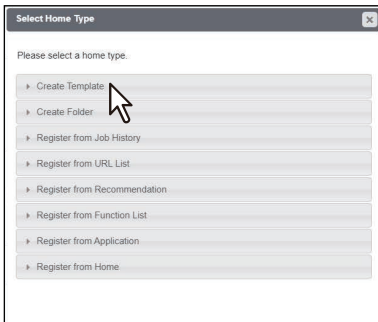 Select Home Type
Please select a home type.
Create Template
Create Folder
Register from Job History
Register from URL List
Register from Recommendation
Register from Function List
Register from Application
Register from Home